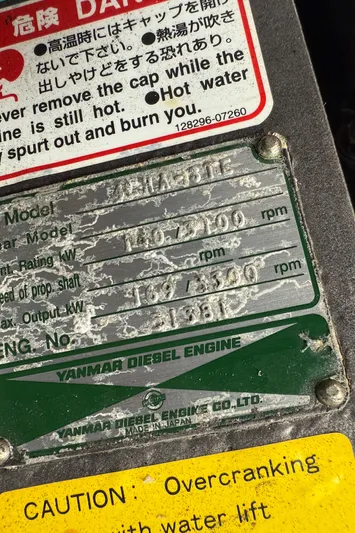 危険 DAN
●高温時にはキャップを開け
ないで下さい。●熱湯が吹き
出しやけどをする恐れあり。
ever remove the cap while the
ine is still hot. ●Hot water
spurt out and burn you.
128296-07260
Model
ar Model
nt. Rating kW 140/3100 rpm
eed of prop. shaft rpm
ax. Output kW 169/3300 rpm
ENG. No.
YANMAR DIESEL ENGINE
YANMAR DIESEL ENGINE CO.,LTD.
MADE IN JAPAN
CAUTION: Overcranking
with water lift